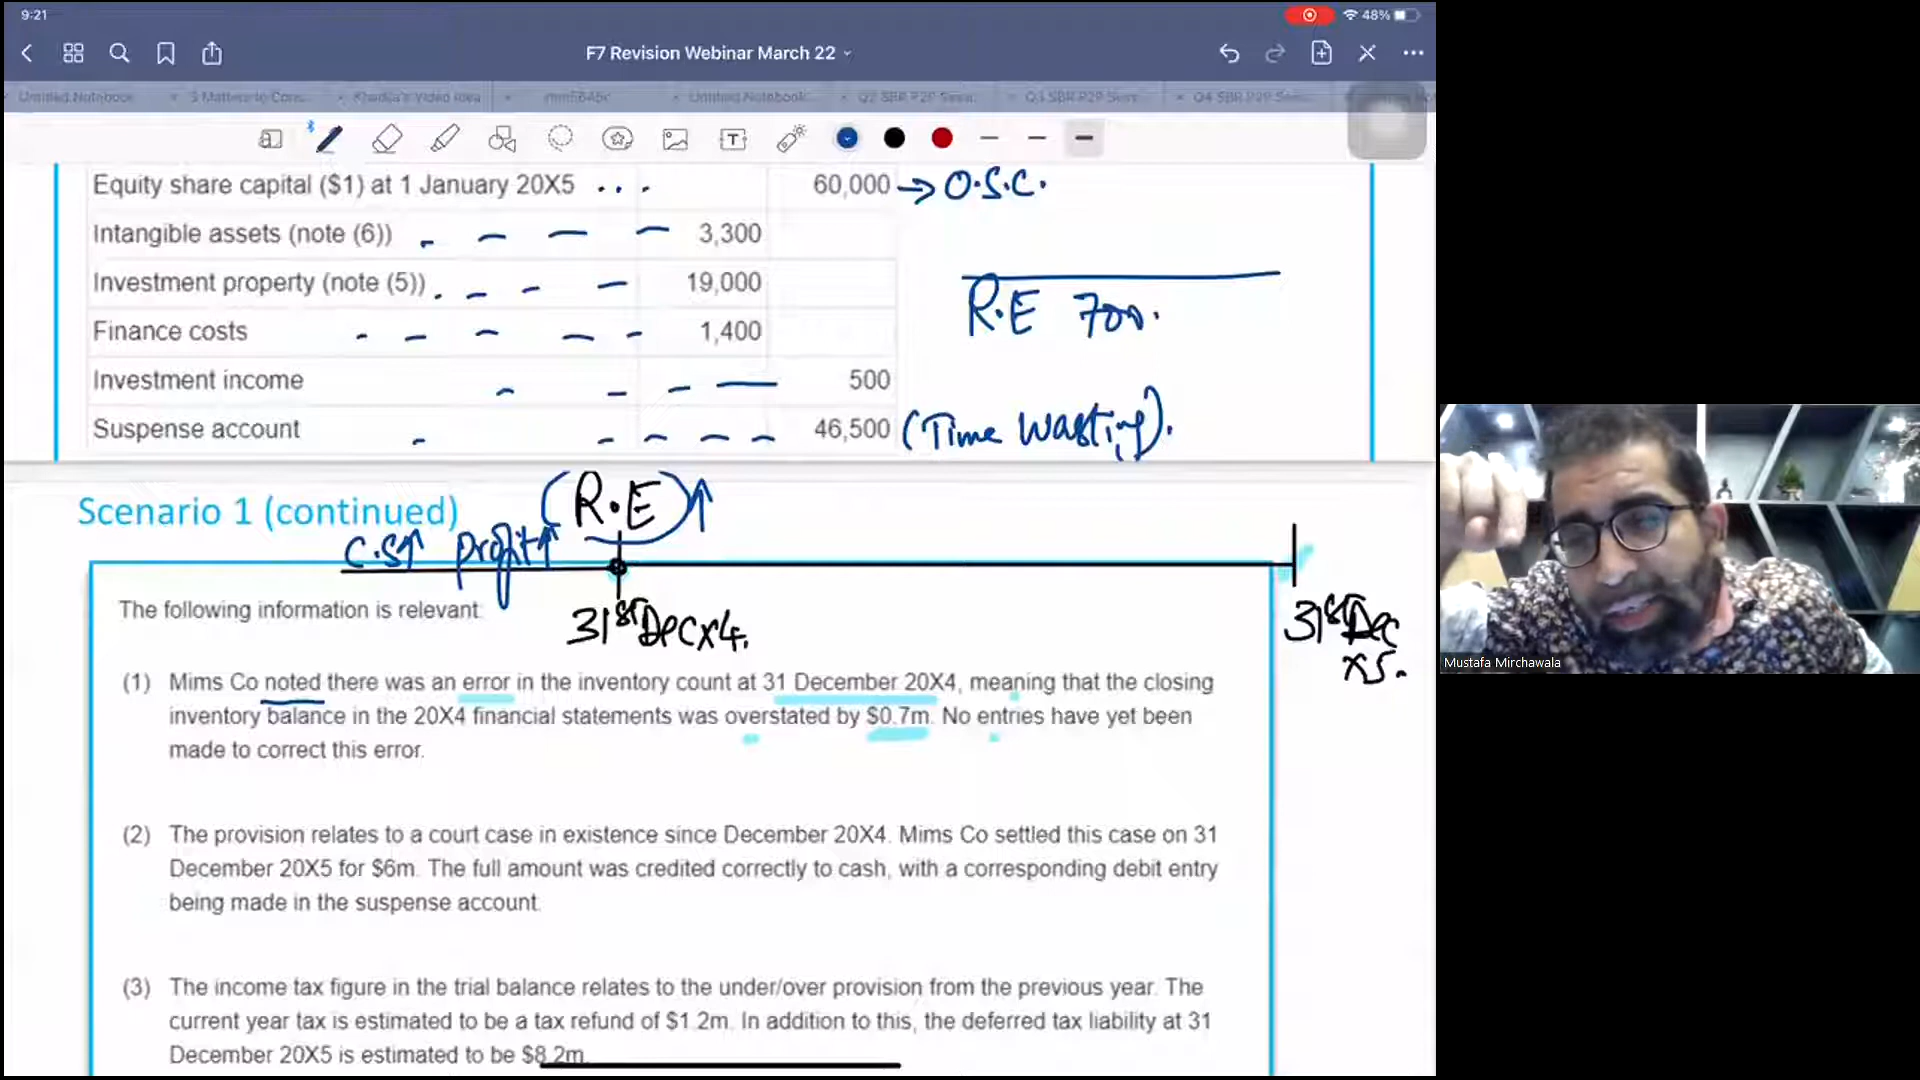 9:21
48%
F7 Revision Webinar March 22
Untitled Notebook
Untitled Notebook
Equity share capital ($1) at 1 January 20X5 ... 60,000 → O.S.C.
Intangible assets (note (6)) 3,300
Investment property (note (5)) 19,000
Finance costs 1,400
R.E 700.
Investment income 500
Suspense account 46,500 (Time Wasting).
Scenario 1 (continued) (R.E)↑
C.S↑ profit↑
31st Dec x4.
31st Dec x5.
The following information is relevant:
(1) Mims Co noted there was an error in the inventory count at 31 December 20X4, meaning that the closing
inventory balance in the 20X4 financial statements was overstated by $0.7m. No entries have yet been
made to correct this error.
(2) The provision relates to a court case in existence since December 20X4. Mims Co settled this case on 31
December 20X5 for $6m. The full amount was credited correctly to cash, with a corresponding debit entry
being made in the suspense account.
(3) The income tax figure in the trial balance relates to the under/over provision from the previous year. The
current year tax is estimated to be a tax refund of $1.2m. In addition to this, the deferred tax liability at 31
December 20X5 is estimated to be $8.2m.
Mustafa Mirchawala